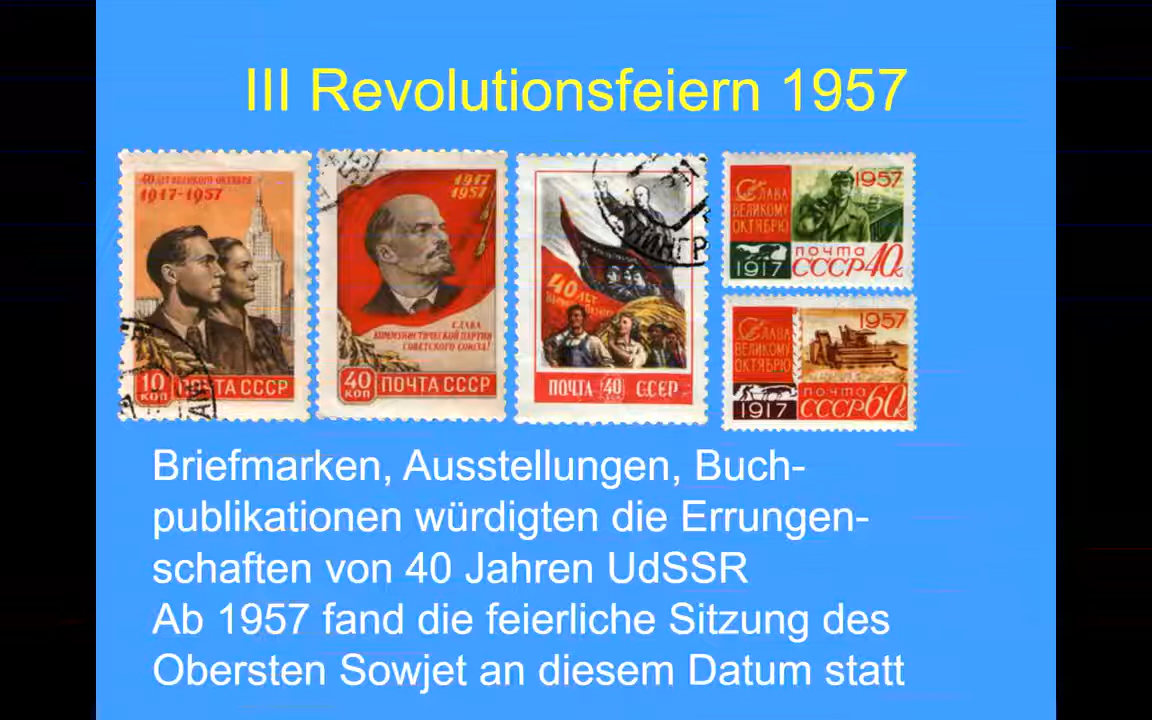 III Revolutionsfeiern 1957
40 ЛЕТ ВЕЛИКОГО ОКТЯБРЯ
1917-1957
10 КОП ПОЧТА СССР
1917
1957
СЛАВА
КОММУНИСТИЧЕСКОЙ ПАРТИИ
СОВЕТСКОГО СОЮЗА!
40 КОП ПОЧТА СССР
40 ЛЕТ
ПОЧТА 40 СССР
1957
СЛАВА
ВЕЛИКОМУ
ОКТЯБРЮ
1917
ПОЧТА
СССР 40к
1957
СЛАВА
ВЕЛИКОМУ
ОКТЯБРЮ
1917
ПОЧТА
СССР 60к
Briefmarken, Ausstellungen, Buch-
publikationen würdigten die Errungen-
schaften von 40 Jahren UdSSR
Ab 1957 fand die feierliche Sitzung des
Obersten Sowjet an diesem Datum statt